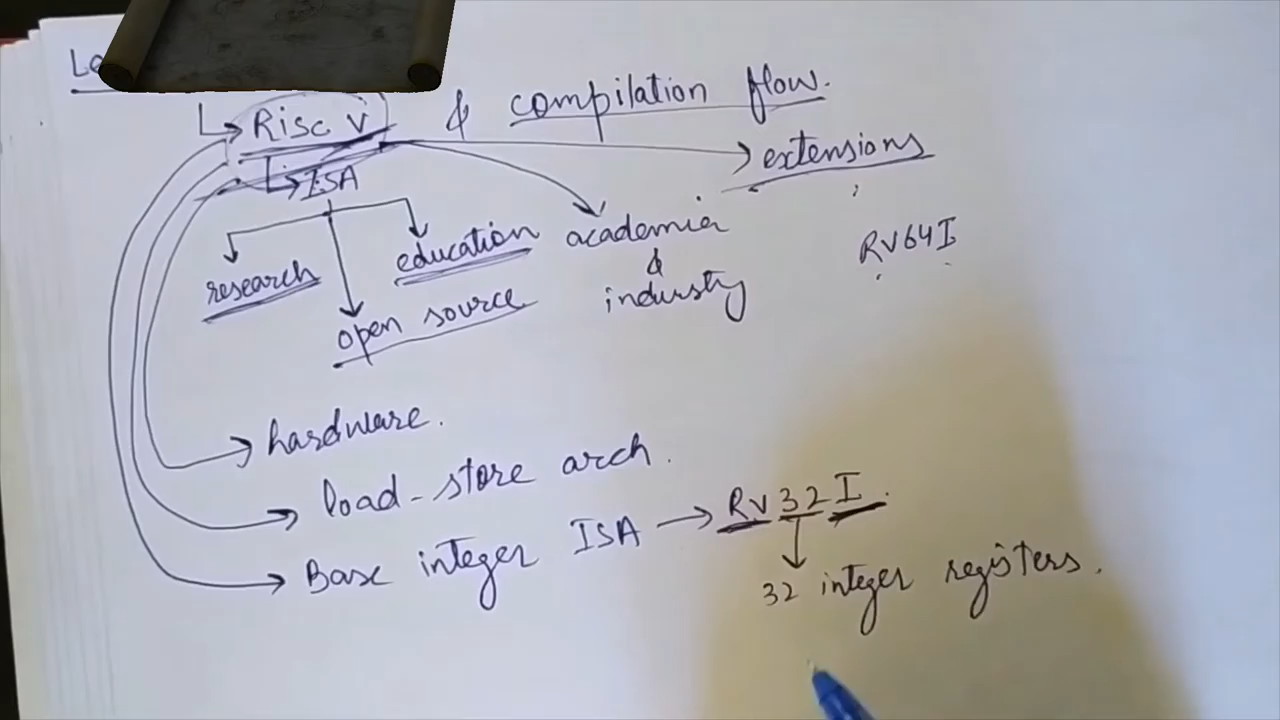 Risc V & compilation flow.
extensions
ISA
research education academia
&
industry
open source
RV64I
hardware.
load-store arch.
Base integer ISA → RV32I.
32 integer registers.